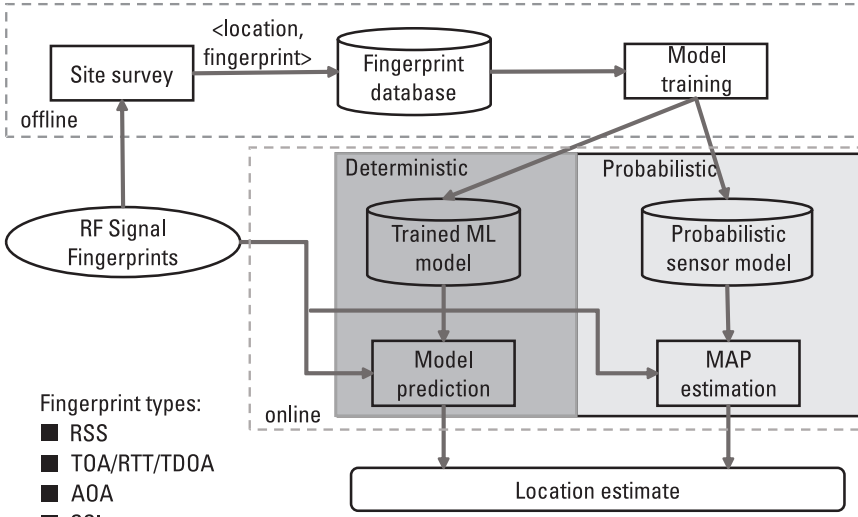 <location,
fingerprint>
Site survey
Fingerprint
database
Model
training
offline
Deterministic
Probabilistic
RF Signal
Fingerprints
Trained ML
model
Probabilistic
sensor model
Model
prediction
MAP
estimation
online
Fingerprint types:
RSS
TOA/RTT/TDOA
AOA
Location estimate